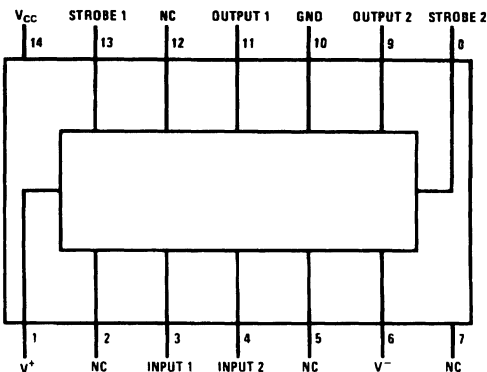 VCC STROBE 1 NC OUTPUT 1 GND OUTPUT 2 STROBE 2
14 13 12 11 10 9 8
1 2 3 4 5 6 7
V+ NC INPUT 1 INPUT 2 NC V− NC